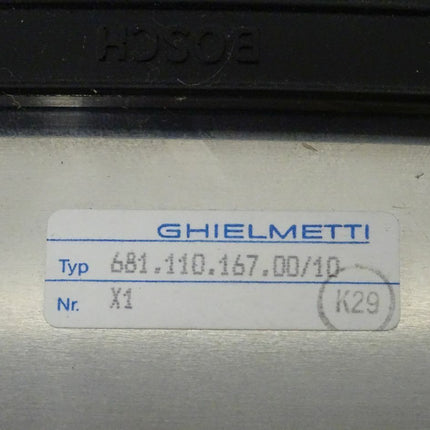 BOSCH
GHIELMETTI
Typ 681.110.167.00/10
Nr. X1
K29